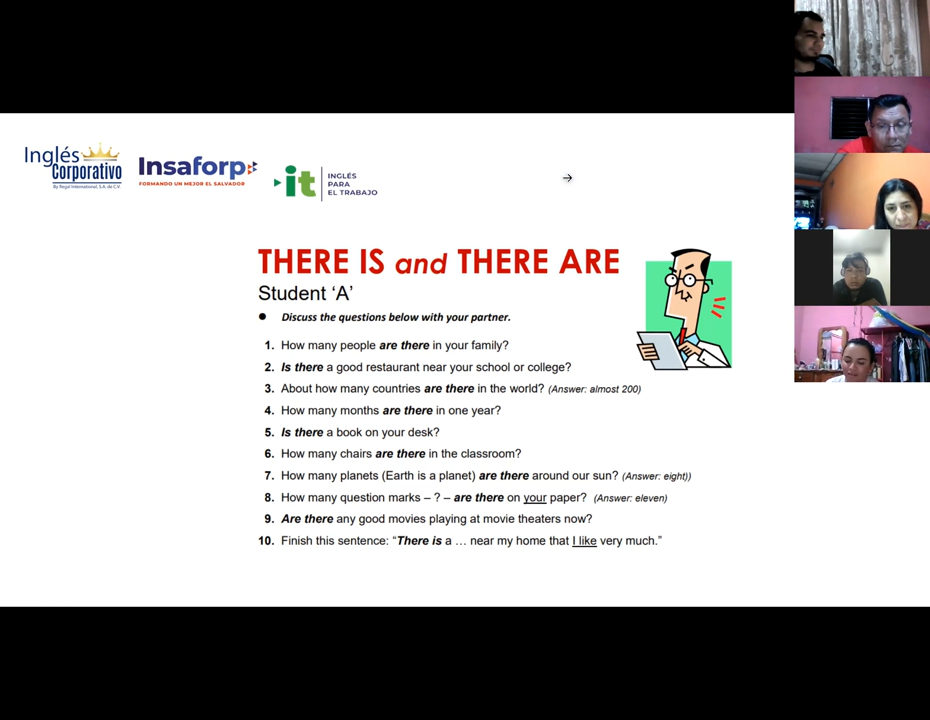 Inglés
Corporativo
By Regal International, S.A. de C.V.
Insaforp
FORMANDO UN MEJOR EL SALVADOR
it
INGLÉS
PARA
EL TRABAJO
THERE IS and THERE ARE
Student ‘A’
● Discuss the questions below with your partner.
1. How many people are there in your family?
2. Is there a good restaurant near your school or college?
3. About how many countries are there in the world? (Answer: almost 200)
4. How many months are there in one year?
5. Is there a book on your desk?
6. How many chairs are there in the classroom?
7. How many planets (Earth is a planet) are there around our sun? (Answer: eight))
8. How many question marks – ? – are there on your paper? (Answer: eleven)
9. Are there any good movies playing at movie theaters now?
10. Finish this sentence: “There is a … near my home that I like very much.”